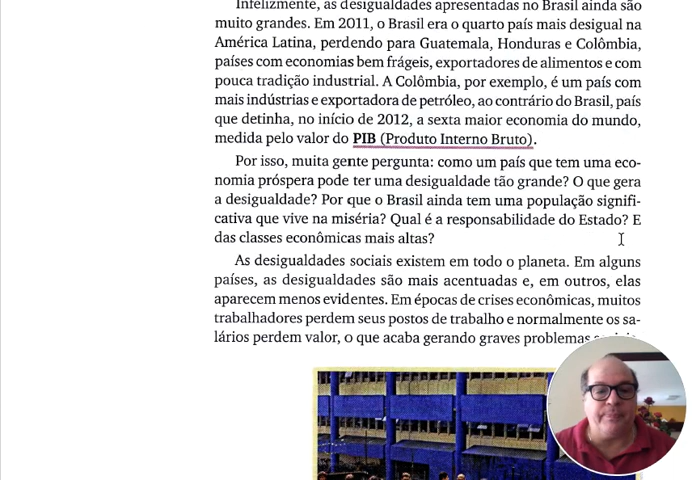 Infelizmente, as desigualdades apresentadas no Brasil ainda são
muito grandes. Em 2011, o Brasil era o quarto país mais desigual na
América Latina, perdendo para Guatemala, Honduras e Colômbia,
países com economias bem frágeis, exportadores de alimentos e com
pouca tradição industrial. A Colômbia, por exemplo, é um país com
mais indústrias e exportadora de petróleo, ao contrário do Brasil, país
que detinha, no início de 2012, a sexta maior economia do mundo,
medida pelo valor do PIB (Produto Interno Bruto).
Por isso, muita gente pergunta: como um país que tem uma eco-
nomia próspera pode ter uma desigualdade tão grande? O que gera
a desigualdade? Por que o Brasil ainda tem uma população signifi-
cativa que vive na miséria? Qual é a responsabilidade do Estado? E
das classes econômicas mais altas?
As desigualdades sociais existem em todo o planeta. Em alguns
países, as desigualdades são mais acentuadas e, em outros, elas
aparecem menos evidentes. Em épocas de crises econômicas, muitos
trabalhadores perdem seus postos de trabalho e normalmente os sa-
lários perdem valor, o que acaba gerando graves problemas